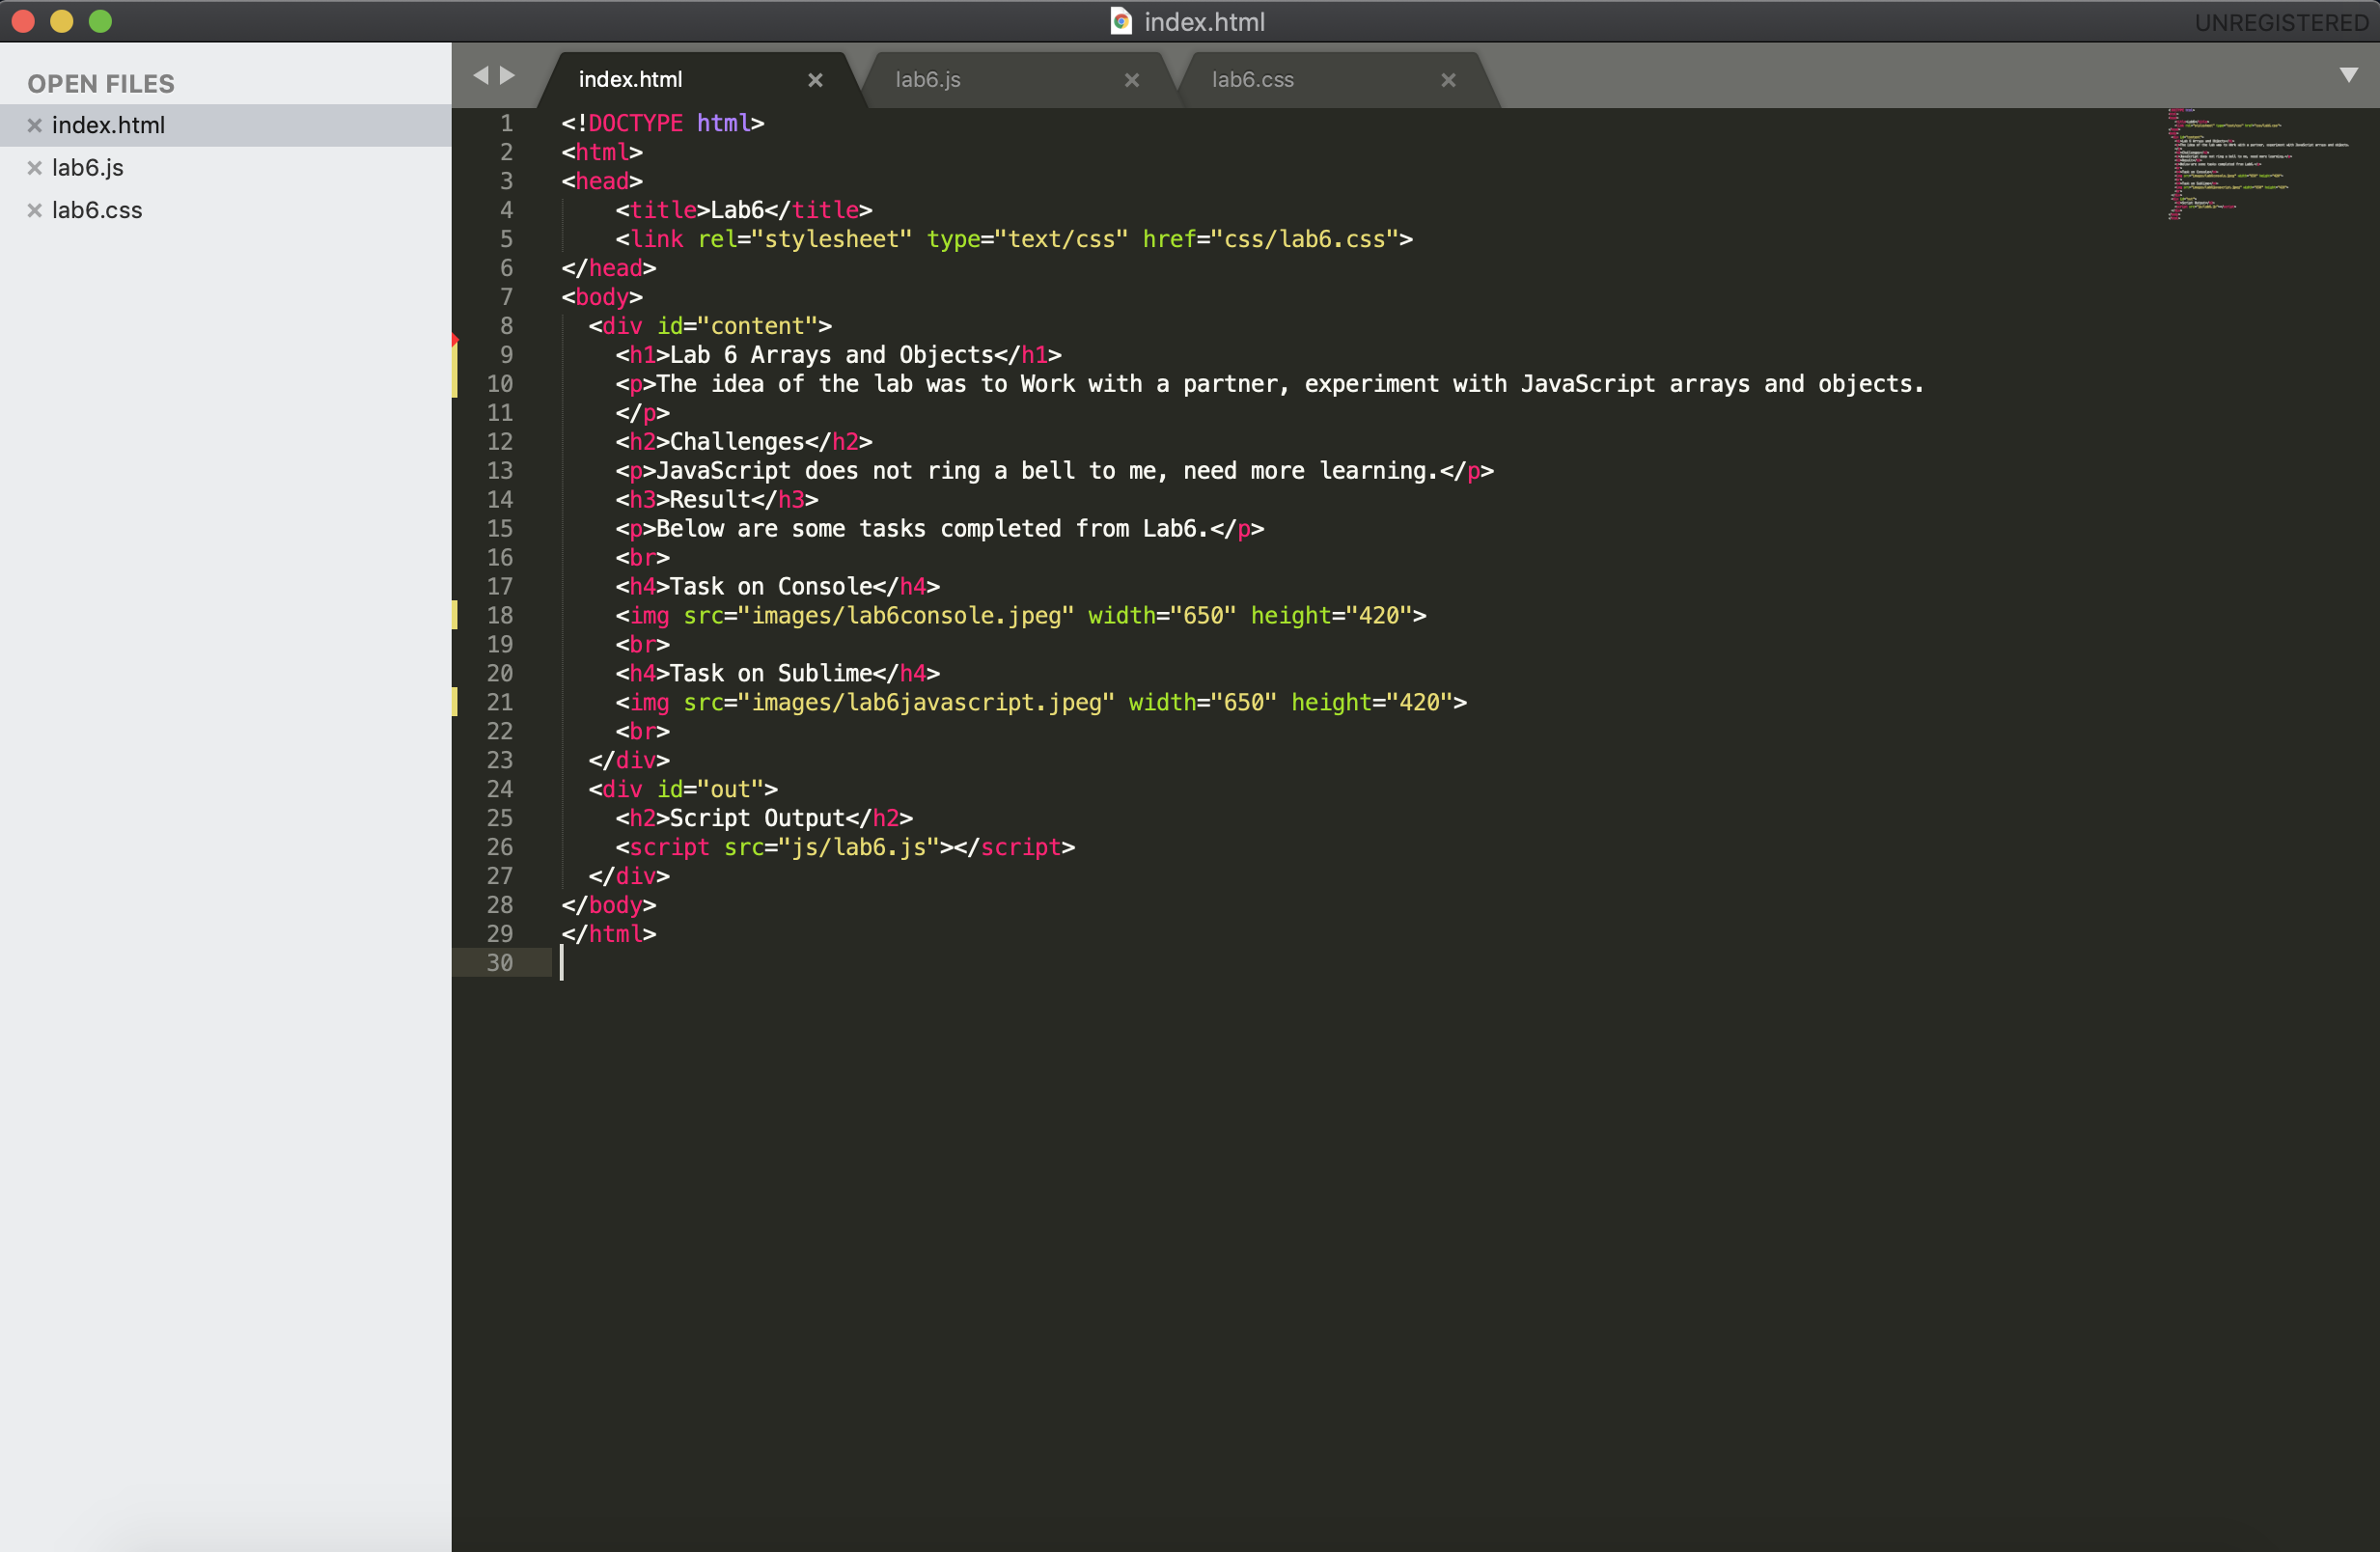 index.html
UNREGISTERED
OPEN FILES
index.html
lab6.js
lab6.css
index.html lab6.js lab6.css
1 <!DOCTYPE html>
2 <html>
3 <head>
4     <title>Lab6</title>
5     <link rel="stylesheet" type="text/css" href="css/lab6.css">
6 </head>
7 <body>
8   <div id="content">
9     <h1>Lab 6 Arrays and Objects</h1>
10     <p>The idea of the lab was to Work with a partner, experiment with JavaScript arrays and objects.
11     </p>
12     <h2>Challenges</h2>
13     <p>JavaScript does not ring a bell to me, need more learning.</p>
14     <h3>Result</h3>
15     <p>Below are some tasks completed from Lab6.</p>
16     <br>
17     <h4>Task on Console</h4>
18     <img src="images/lab6console.jpeg" width="650" height="420">
19     <br>
20     <h4>Task on Sublime</h4>
21     <img src="images/lab6javascript.jpeg" width="650" height="420">
22     <br>
23   </div>
24   <div id="out">
25     <h2>Script Output</h2>
26     <script src="js/lab6.js"></script>
27   </div>
28 </body>
29 </html>
30